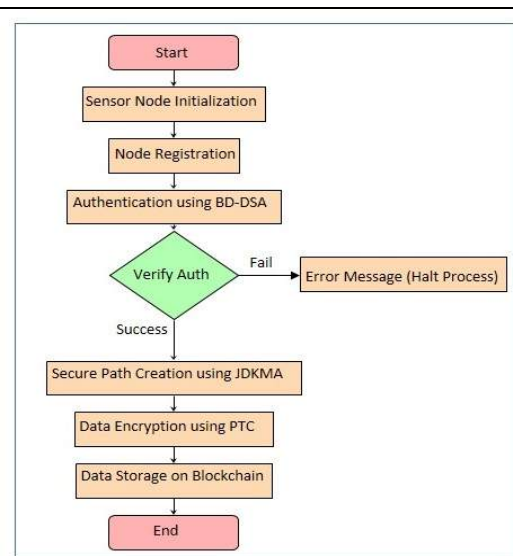 Start
Sensor Node Initialization
Node Registration
Authentication using BD-DSA
Verify Auth
Fail
Error Message (Halt Process)
Success
Secure Path Creation using JDKMA
Data Encryption using PTC
Data Storage on Blockchain
End